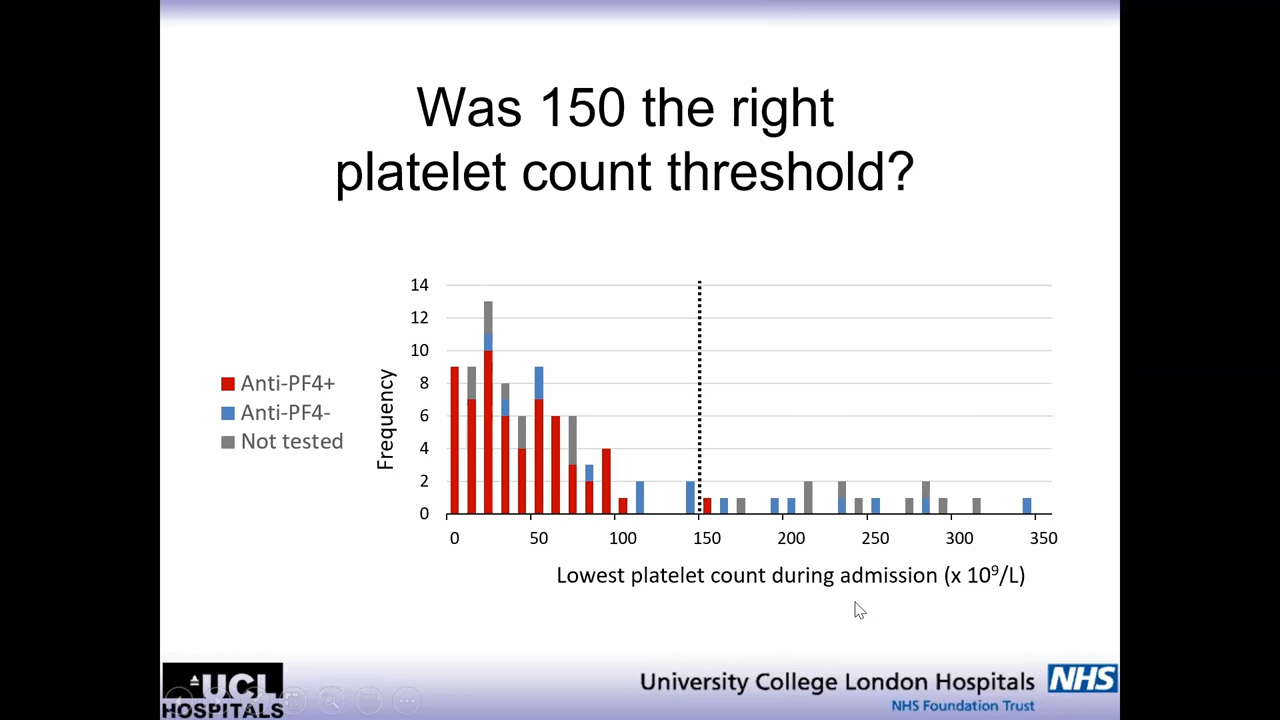 Was 150 the right
platelet count threshold?
14
12
10
8
6
4
2
0
Frequency
Anti-PF4+
Anti-PF4-
Not tested
0 50 100 150 200 250 300 350
Lowest platelet count during admission (x 10⁹/L)
UCL
HOSPITALS
University College London Hospitals NHS
NHS Foundation Trust